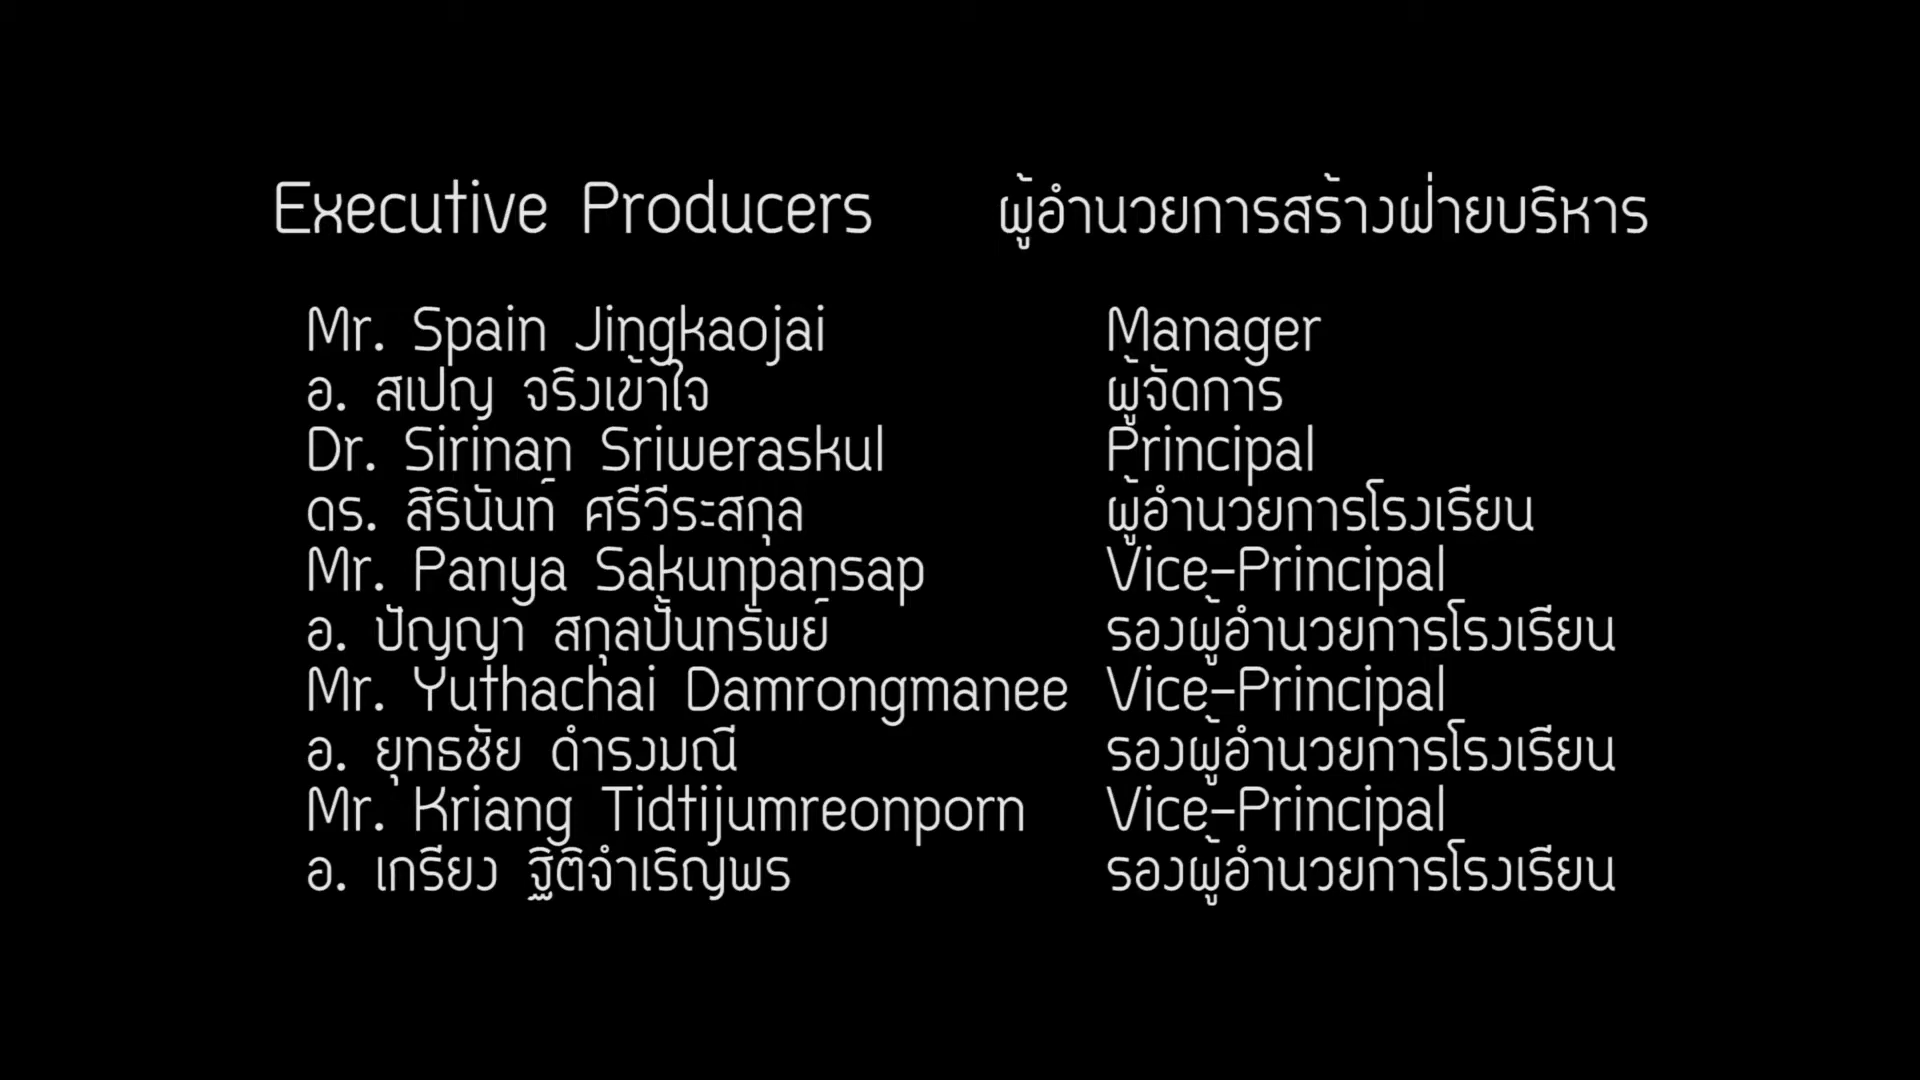 Executive Producers ผู้อำนวยการสร้างฝ่ายบริหาร
Mr. Spain Jingkaojai Manager
อ. สเปญ จริงเข้าใจ ผู้จัดการ
Dr. Sirinan Sriweraskul Principal
ดร. สิรินันท์ ศรีวีระสกุล ผู้อำนวยการโรงเรียน
Mr. Panya Sakunpansap Vice-Principal
อ. ปัญญา สกุลปั้นทรัพย์ รองผู้อำนวยการโรงเรียน
Mr. Yuthachai Damrongmanee Vice-Principal
อ. ยุทธชัย ดำรงมณี รองผู้อำนวยการโรงเรียน
Mr. Kriang Tidtijumreonporn Vice-Principal
อ. เกรียง ฐิติจำเริญพร รองผู้อำนวยการโรงเรียน